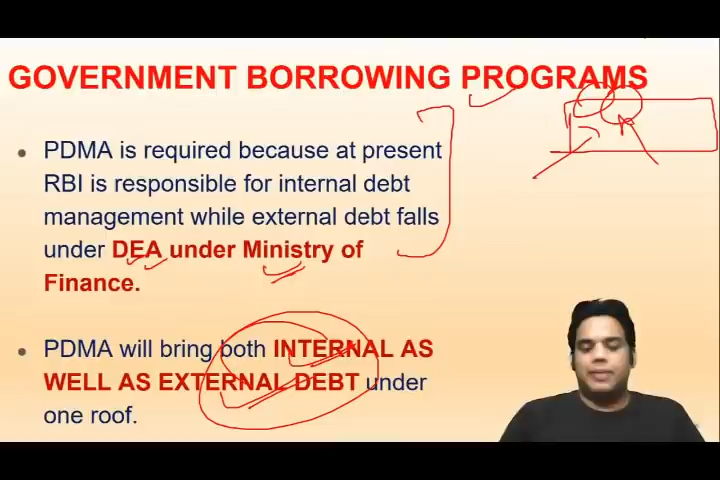 GOVERNMENT BORROWING PROGRAMS
• PDMA is required because at present
RBI is responsible for internal debt
management while external debt falls
under DEA under Ministry of
Finance.
• PDMA will bring both INTERNAL AS
WELL AS EXTERNAL DEBT under
one roof.